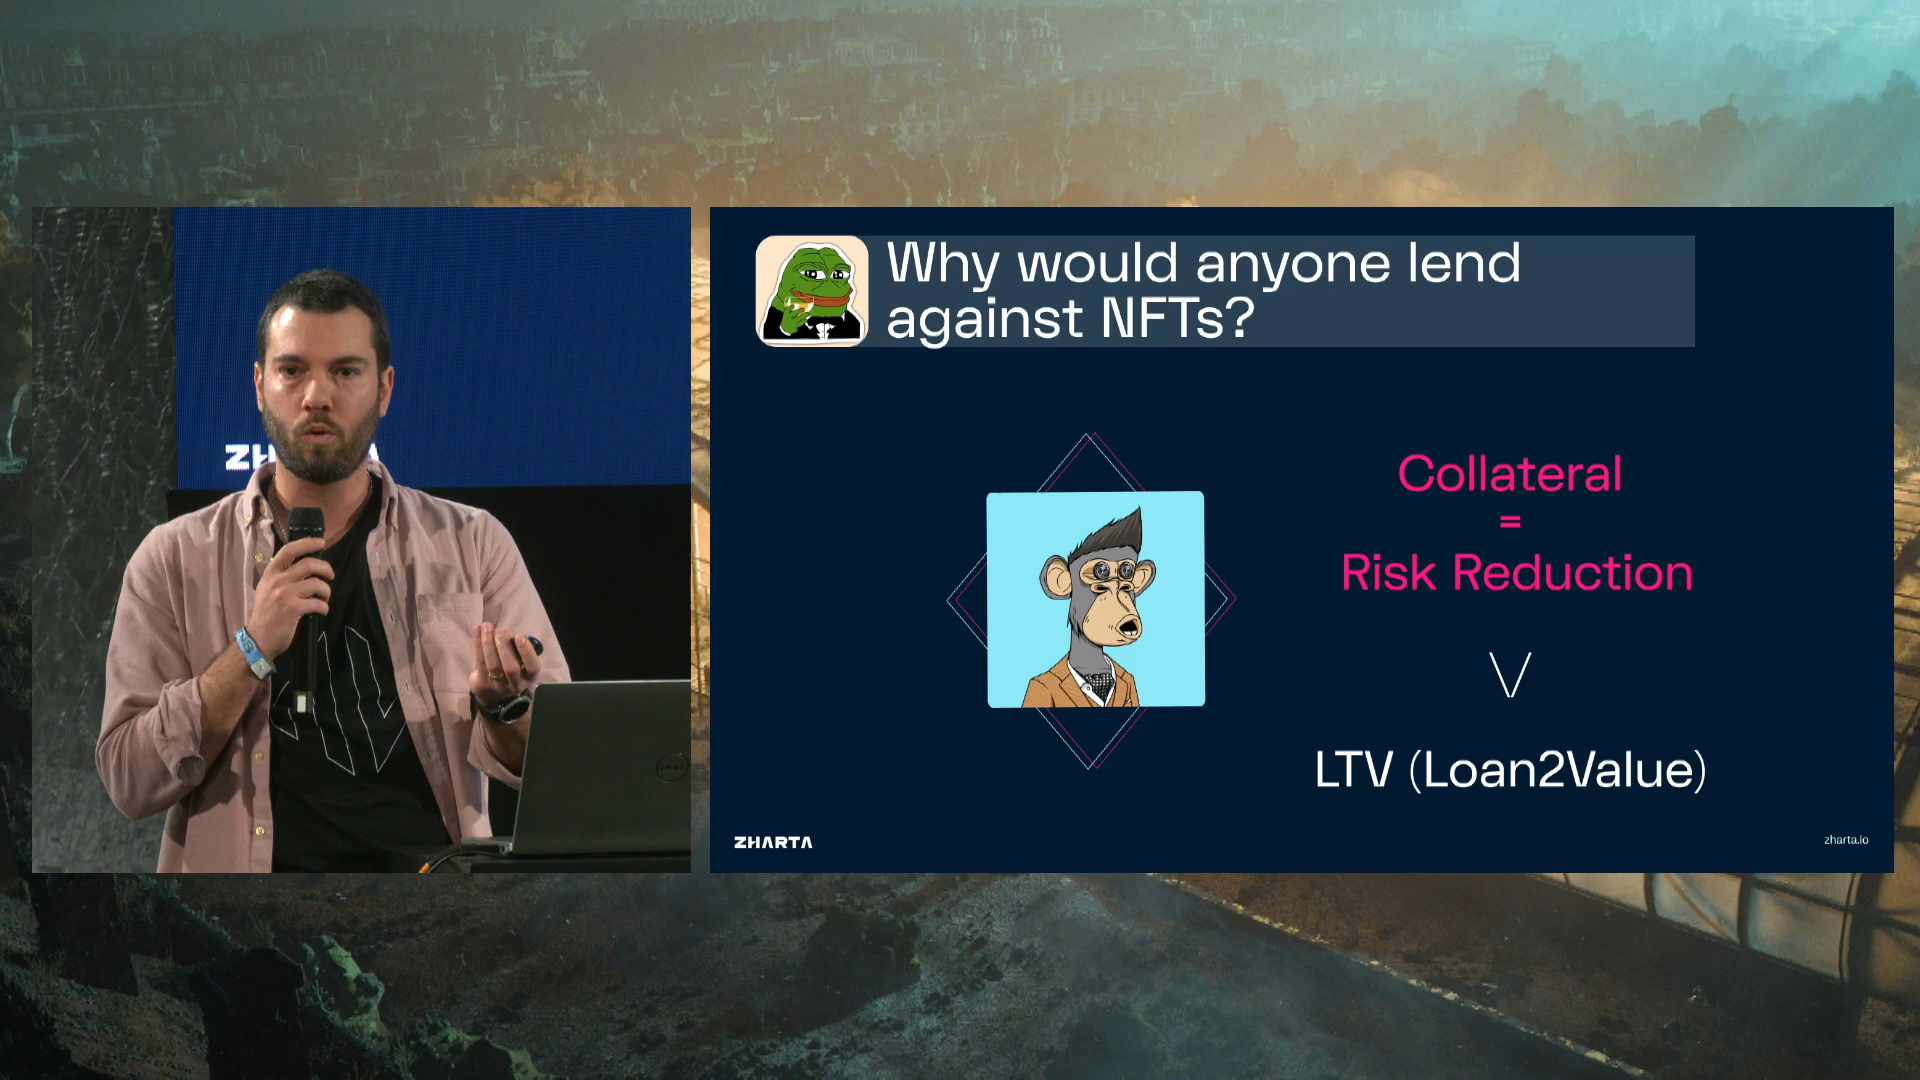 Why would anyone lend
against NFTs?
Collateral
=
Risk Reduction
LTV (Loan2Value)
ZHARTA
zharta.io